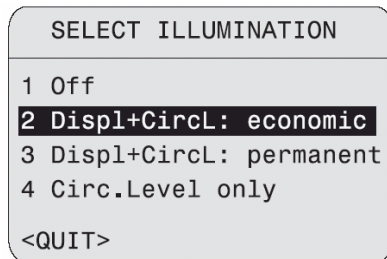 SELECT ILLUMINATION
1 Off
2 Displ+CircL: economic
3 Displ+CircL: permanent
4 Circ.Level only
<QUIT>